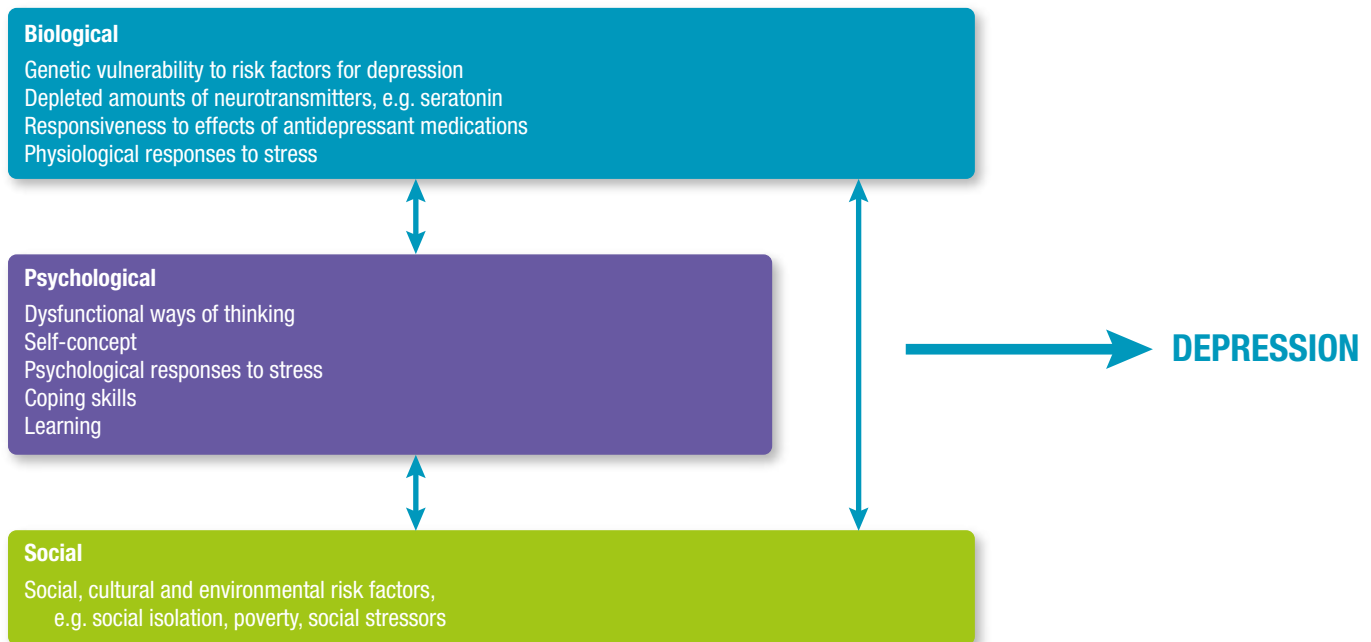 Biological
Genetic vulnerability to risk factors for depression
Depleted amounts of neurotransmitters, e.g. seratonin
Responsiveness to effects of antidepressant medications
Physiological responses to stress
Psychological
Dysfunctional ways of thinking
Self-concept
Psychological responses to stress
Coping skills
Learning
DEPRESSION
Social
Social, cultural and environmental risk factors,
e.g. social isolation, poverty, social stressors